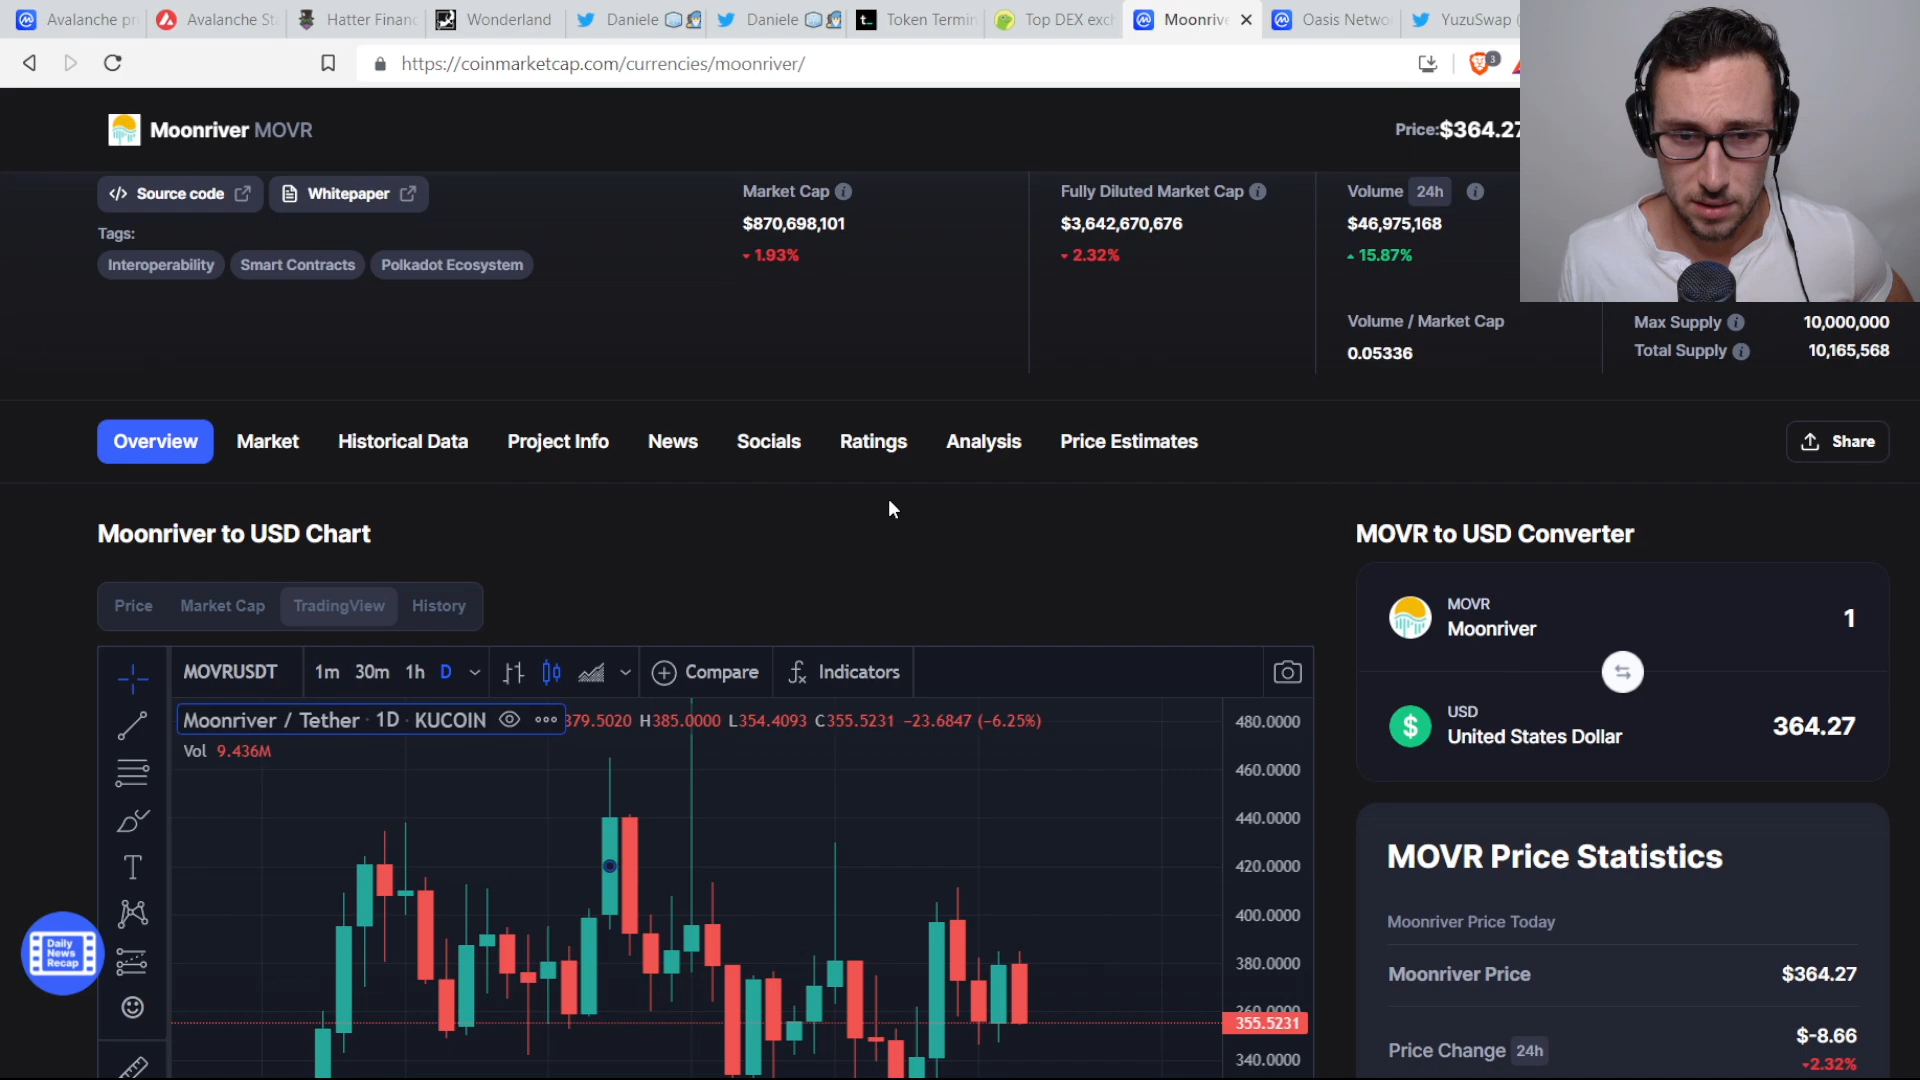 Avalanche pr
Avalanche St
Hatter Financ
Wonderland
Daniele
Daniele
Token Termin
Top DEX exc
Moonrive
Oasis Netwo
YuzuSwap (
https://coinmarketcap.com/currencies/moonriver/
3
Moonriver MOVR
Price:$364.27
Source code
Whitepaper
Tags:
Interoperability
Smart Contracts
Polkadot Ecosystem
Market Cap
$870,698,101
1.93%
Fully Diluted Market Cap
$3,642,670,676
2.32%
Volume 24h
$46,975,168
15.87%
Volume / Market Cap
0.05336
Max Supply 10,000,000
Total Supply 10,165,568
Overview
Market
Historical Data
Project Info
News
Socials
Ratings
Analysis
Price Estimates
Share
Moonriver to USD Chart
Price
Market Cap
TradingView
History
MOVRUSDT
1m
30m
1h
D
Compare
Indicators
Moonriver / Tether · 1D · KUCOIN
379.5020 H385.0000 L354.4093 C355.5231 −23.6847 (−6.25%)
Vol 9.436M
480.0000
460.0000
440.0000
420.0000
400.0000
380.0000
360.0000
355.5231
340.0000
Daily
News
Recap
MOVR to USD Converter
MOVR
Moonriver
1
USD
United States Dollar
364.27
MOVR Price Statistics
Moonriver Price Today
Moonriver Price $364.27
Price Change 24h
$-8.66
2.32%